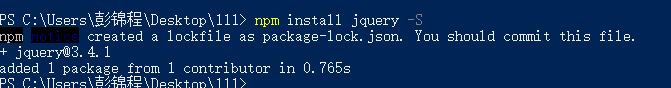 PS C:\Users\彭锦程\Desktop\111> npm install jquery -S
npm notice created a lockfile as package-lock.json. You should commit this file.
+ jquery@3.4.1
added 1 package from 1 contributor in 0.765s
PS C:\Users\彭锦程\Desktop\111>